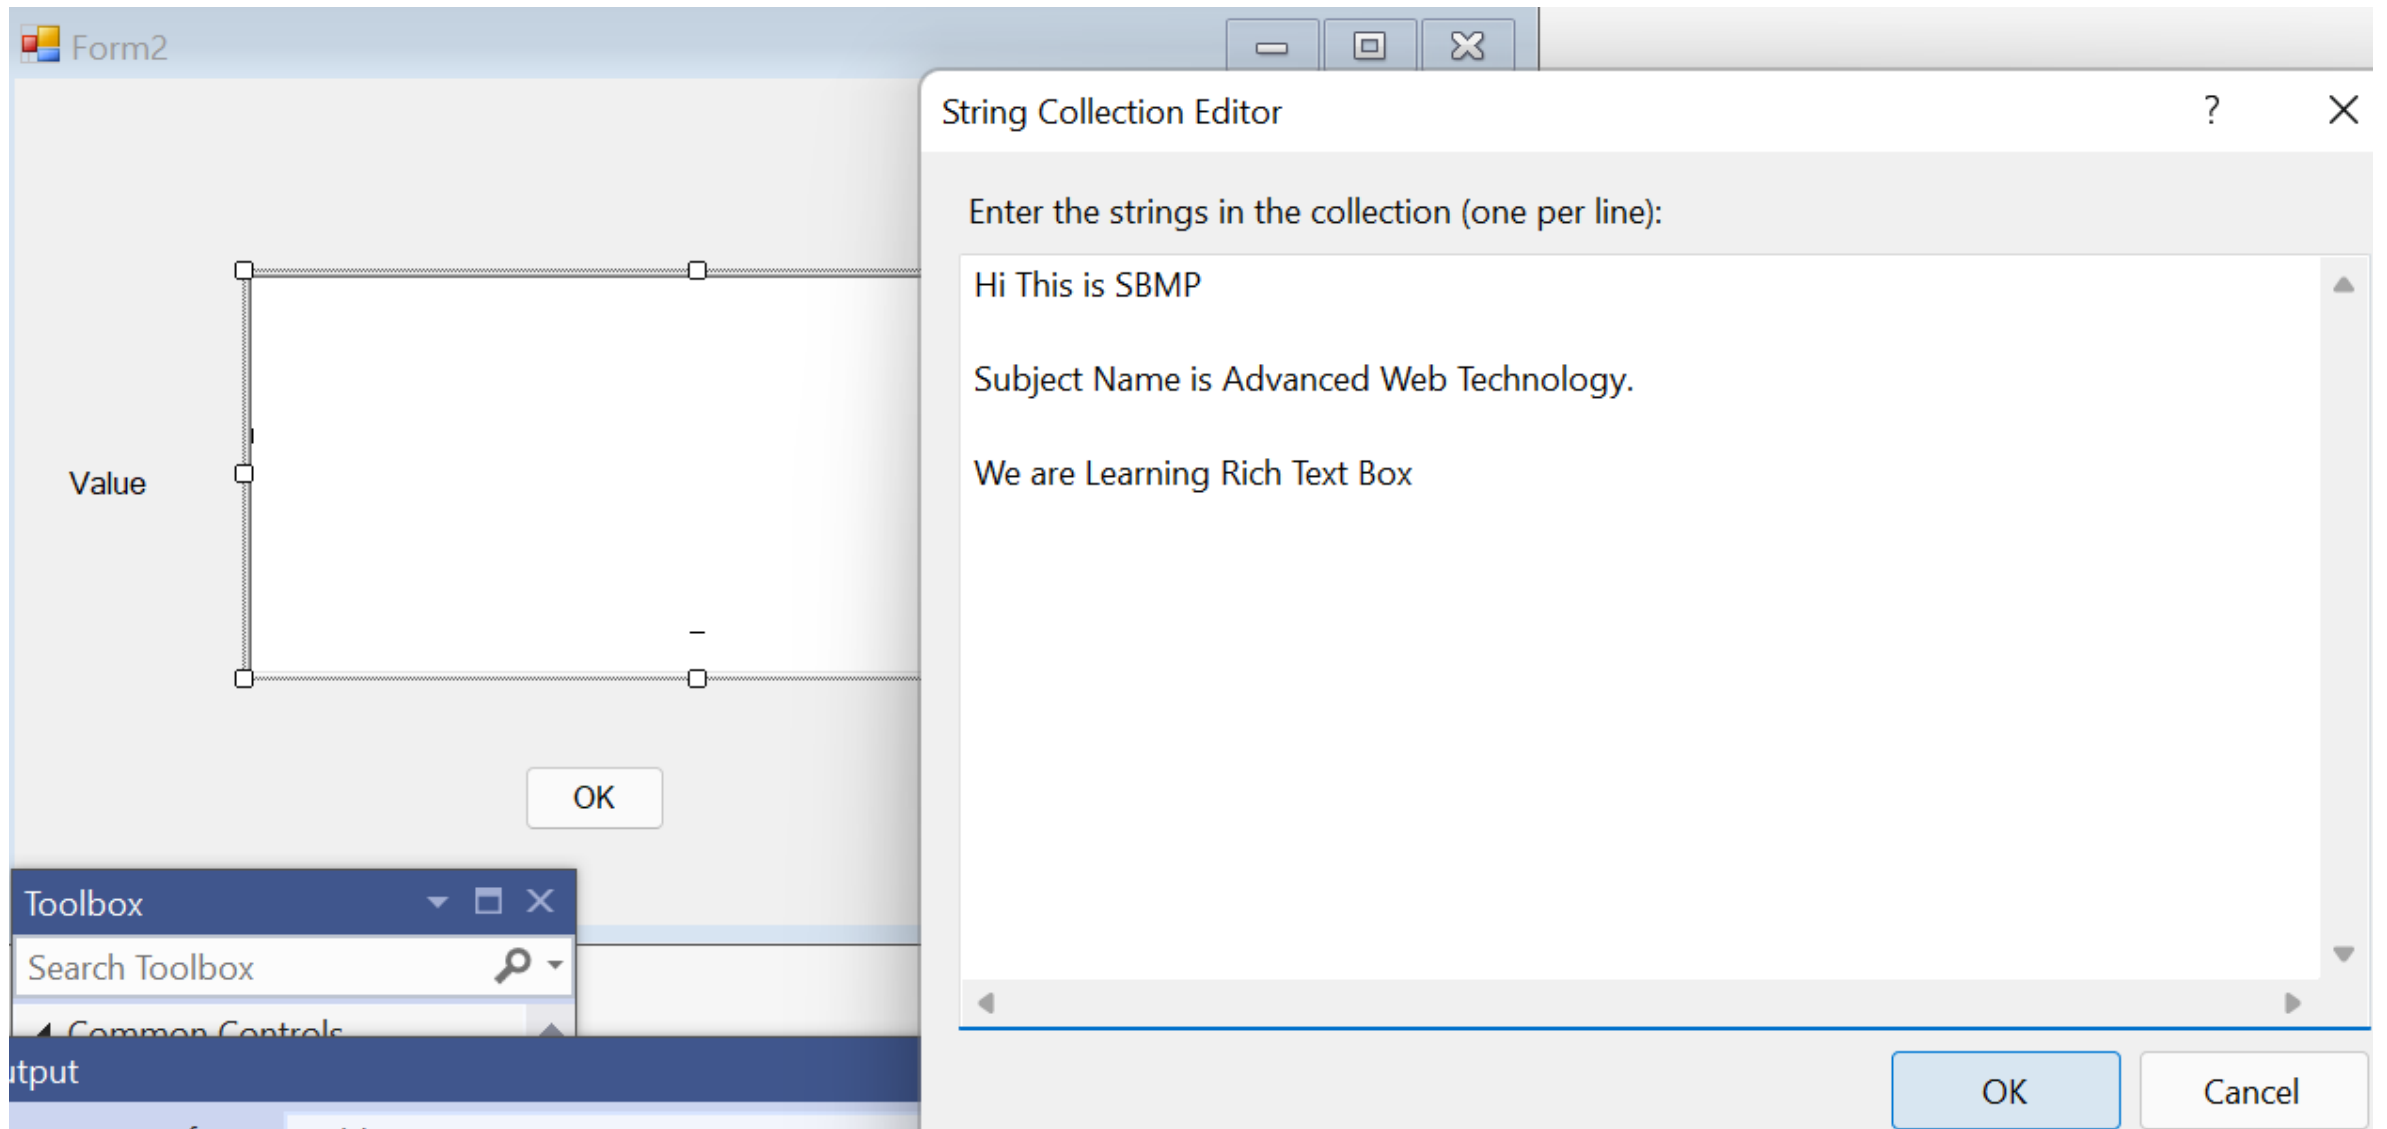 Form2
String Collection Editor
?
Enter the strings in the collection (one per line):
Hi This is SBMP
Subject Name is Advanced Web Technology.
We are Learning Rich Text Box
Value
OK
Toolbox
Search Toolbox
Common Controls
utput
OK
Cancel